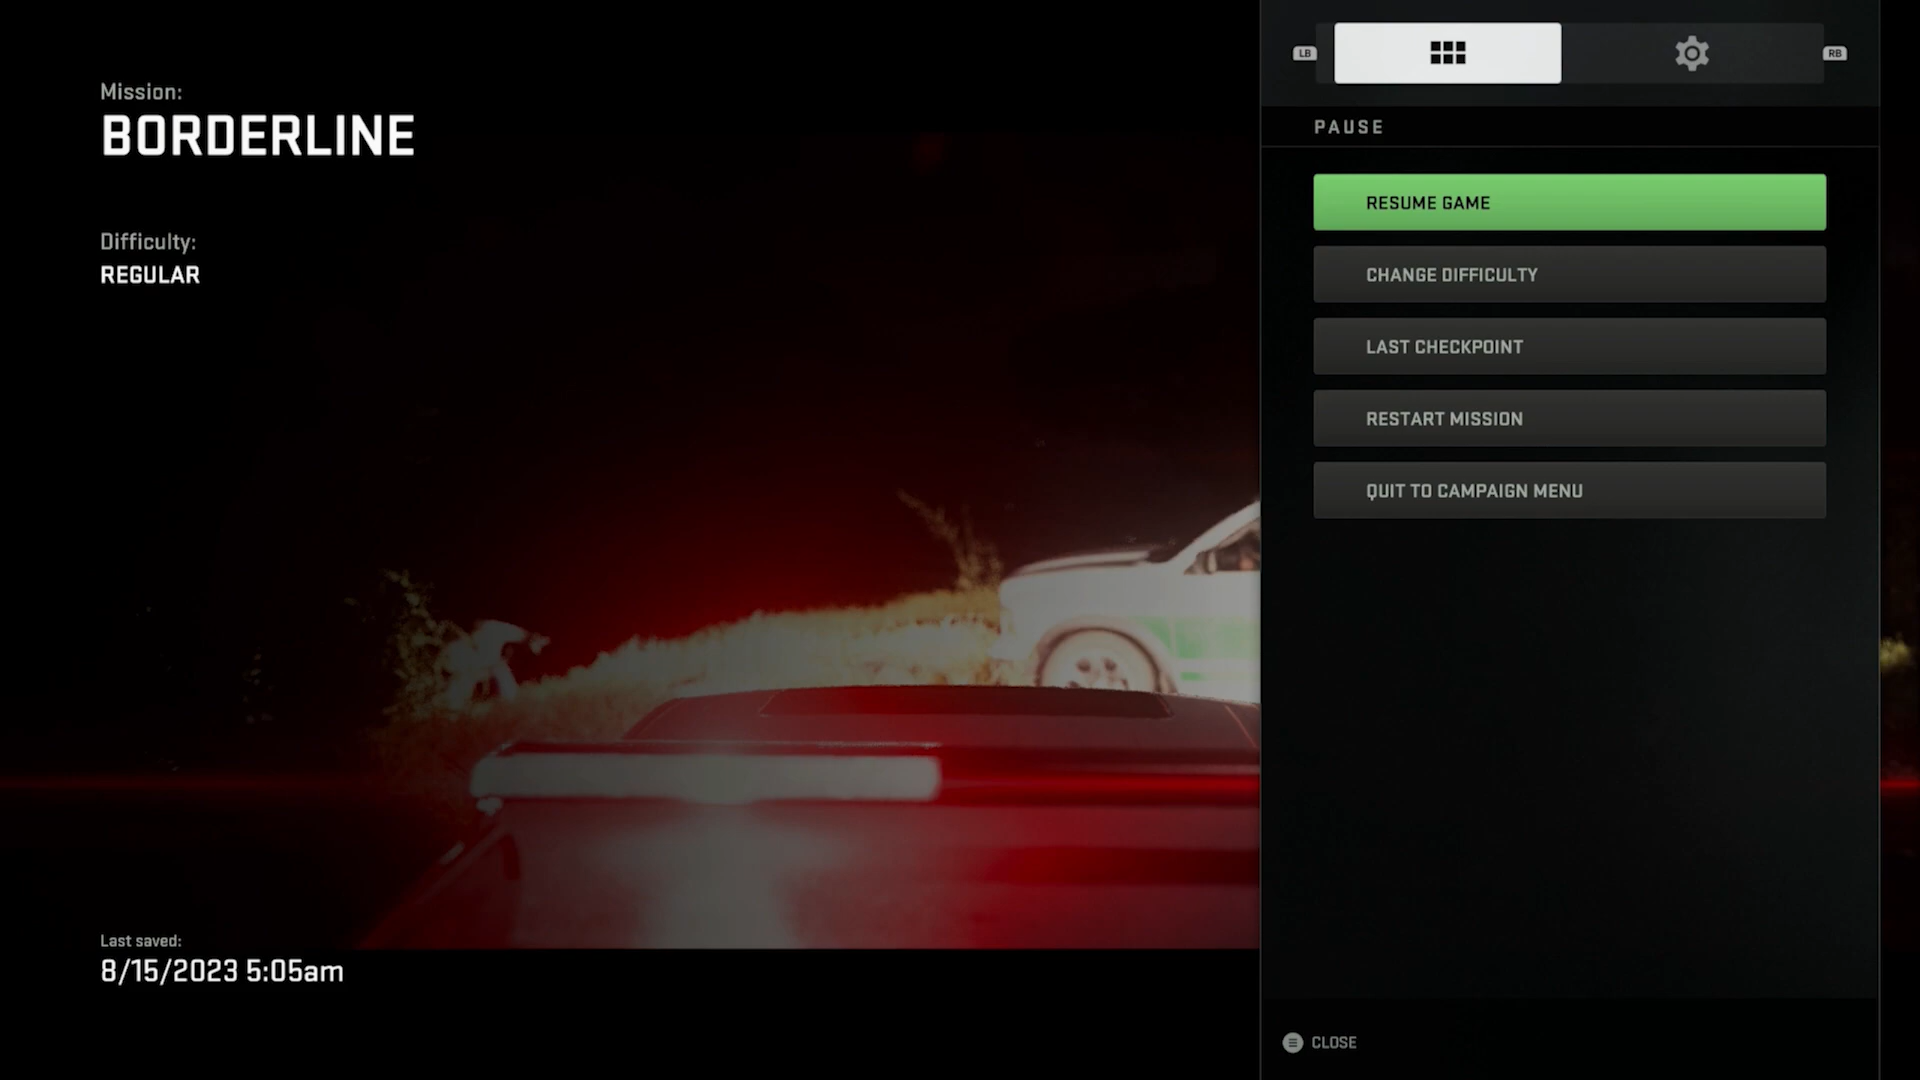 Mission:
BORDERLINE
Difficulty:
REGULAR
Last saved:
8/15/2023 5:05am
LB
RB
PAUSE
RESUME GAME
CHANGE DIFFICULTY
LAST CHECKPOINT
RESTART MISSION
QUIT TO CAMPAIGN MENU
CLOSE